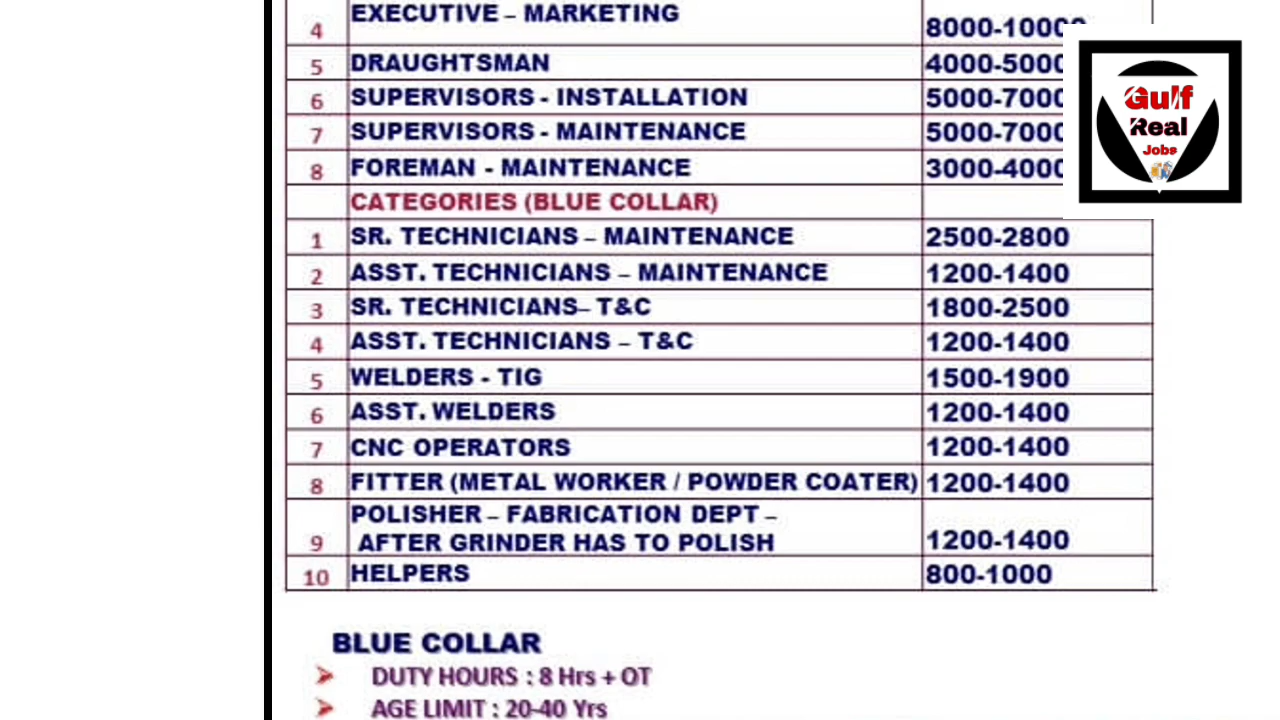 4 EXECUTIVE – MARKETING 8000-10000
5 DRAUGHTSMAN 4000-5000
6 SUPERVISORS - INSTALLATION 5000-7000
7 SUPERVISORS - MAINTENANCE 5000-7000
8 FOREMAN - MAINTENANCE 3000-4000
Gulf
Real
Jobs
CATEGORIES (BLUE COLLAR)
1 SR. TECHNICIANS – MAINTENANCE 2500-2800
2 ASST. TECHNICIANS – MAINTENANCE 1200-1400
3 SR. TECHNICIANS– T&C 1800-2500
4 ASST. TECHNICIANS – T&C 1200-1400
5 WELDERS - TIG 1500-1900
6 ASST. WELDERS 1200-1400
7 CNC OPERATORS 1200-1400
8 FITTER (METAL WORKER / POWDER COATER) 1200-1400
POLISHER – FABRICATION DEPT –
9 AFTER GRINDER HAS TO POLISH 1200-1400
10 HELPERS 800-1000
BLUE COLLAR
➢ DUTY HOURS : 8 Hrs + OT
➢ AGE LIMIT : 20-40 Yrs